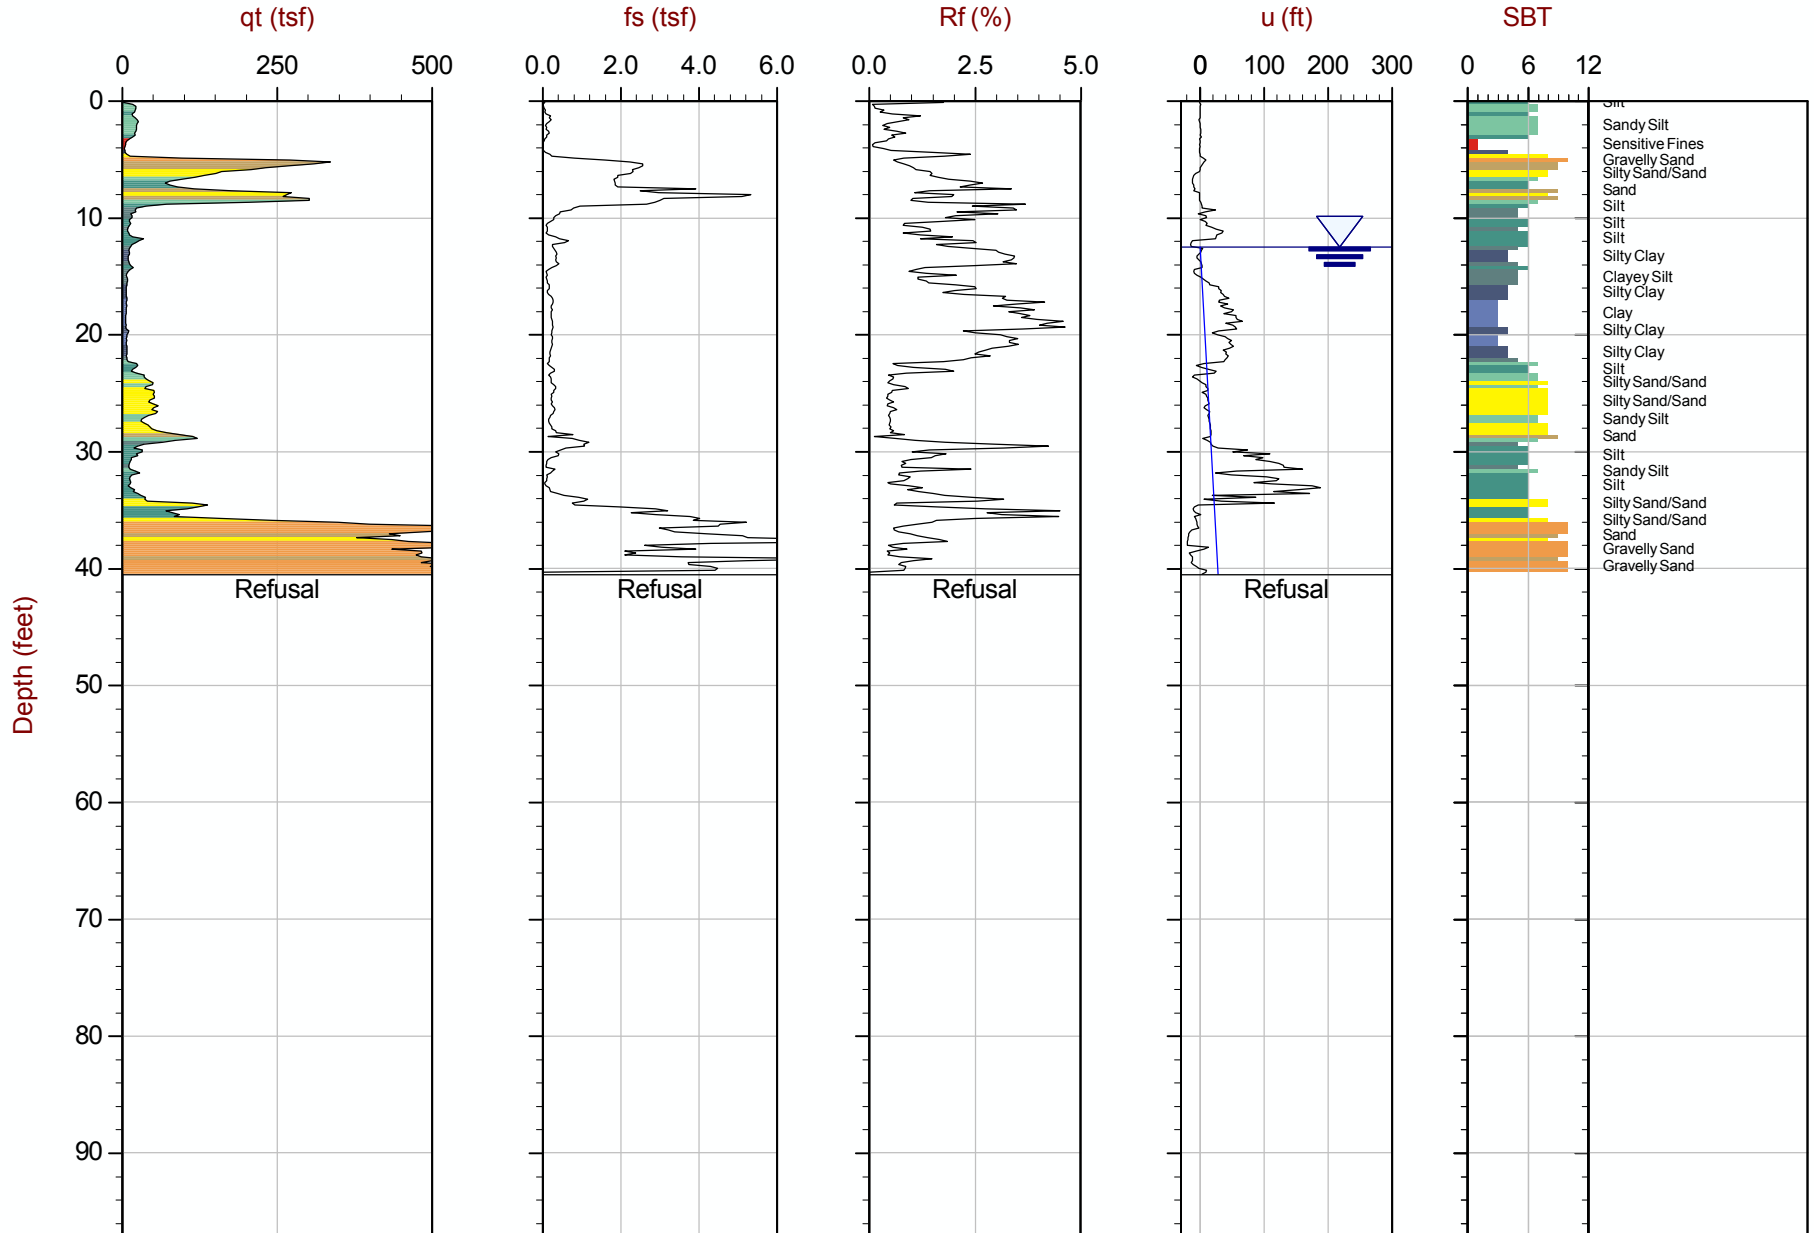 qt (tsf) fs (tsf) Rf (%) u (ft) SBT
0 250 500 0.0 2.0 4.0 6.0 0.0 2.5 5.0 0 100 200 300 0 6 12
0
Silt
Sandy Silt
Sensitive Fines
Gravelly Sand
Silty Sand/Sand
Sand
Silt
10
Silt
Silt
Silty Clay
Clayey Silt
Silty Clay
Clay
20
Silty Clay
Silty Clay
Silt
Silty Sand/Sand
Silty Sand/Sand
Sandy Silt
Sand
30
Silt
Sandy Silt
Silt
Silty Sand/Sand
Silty Sand/Sand
Sand
Gravelly Sand
40
Gravelly Sand
Refusal Refusal Refusal Refusal
Depth (feet)
50
60
70
80
90